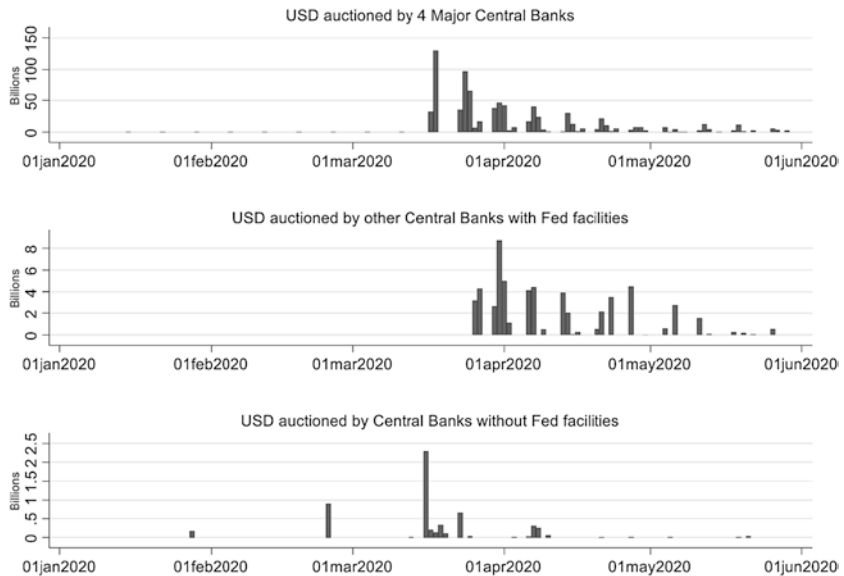 USD auctioned by 4 Major Central Banks
Billions
150
100
50
0
01jan2020 01feb2020 01mar2020 01apr2020 01may2020 01jun2020
USD auctioned by other Central Banks with Fed facilities
Billions
8
6
4
2
0
01jan2020 01feb2020 01mar2020 01apr2020 01may2020 01jun2020
USD auctioned by Central Banks without Fed facilities
Billions
2.5
2
1.5
1
.5
0
01jan2020 01feb2020 01mar2020 01apr2020 01may2020 01jun2020